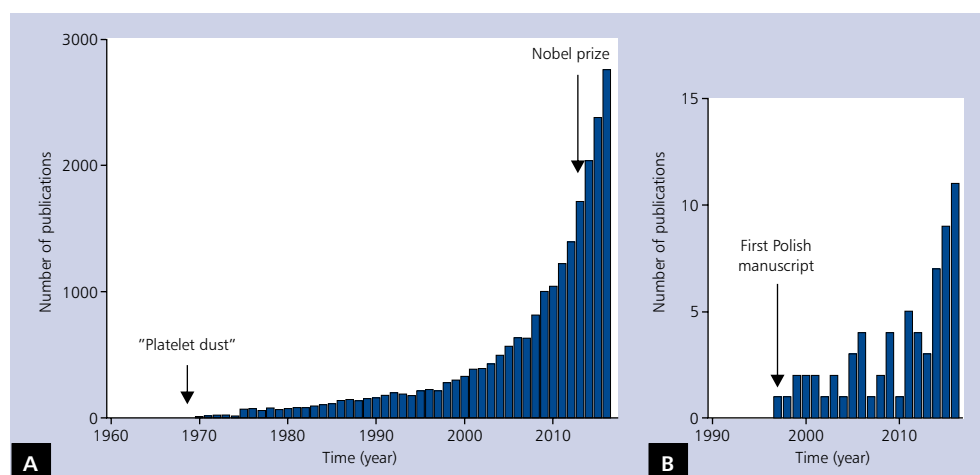 3000
2000
1000
0
Number of publications
Nobel prize
”Platelet dust”
1960
1970
1980
1990
2000
2010
Time (year)
A
15
10
5
0
Number of publications
First Polish
manuscript
1990
2000
2010
Time (year)
B